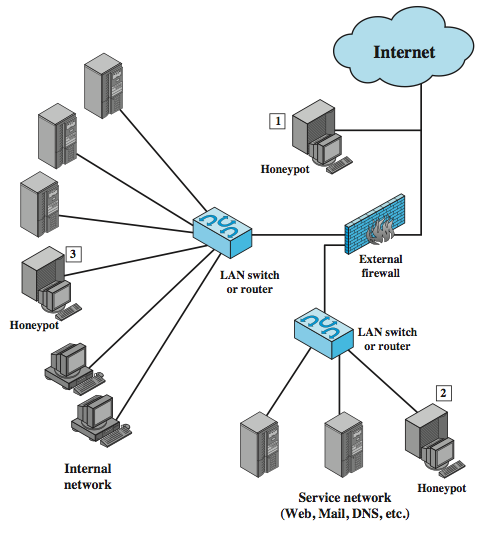 Internet
1
Honeypot
3
LAN switch
or router
External
firewall
Honeypot
LAN switch
or router
2
Internal
network
Service network
(Web, Mail, DNS, etc.)
Honeypot